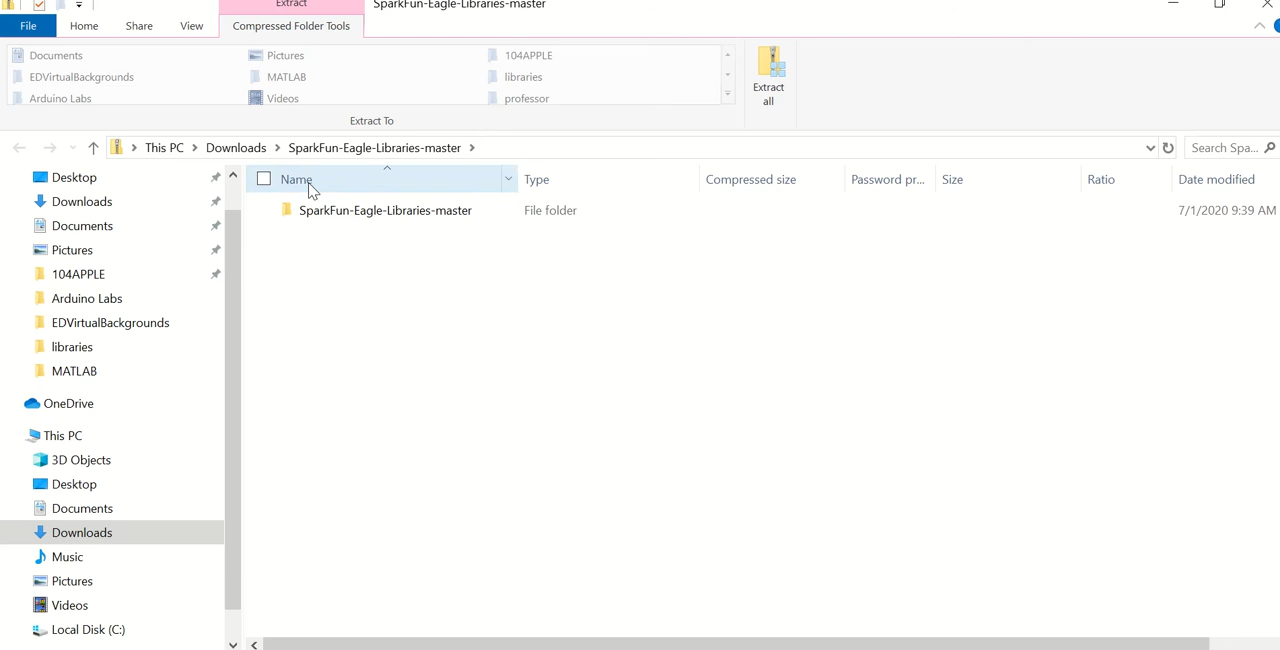 Extract
SparkFun-Eagle-Libraries-master
File
Home
Share
View
Compressed Folder Tools
Documents
Pictures
104APPLE
EDVirtualBackgrounds
MATLAB
libraries
Arduino Labs
Videos
professor
Extract
all
Extract To
This PC > Downloads > SparkFun-Eagle-Libraries-master >
Search Spa...
Name
Type
Compressed size
Password pr...
Size
Ratio
Date modified
SparkFun-Eagle-Libraries-master
File folder
7/1/2020 9:39 AM
Desktop
Downloads
Documents
Pictures
104APPLE
Arduino Labs
EDVirtualBackgrounds
libraries
MATLAB
OneDrive
This PC
3D Objects
Desktop
Documents
Downloads
Music
Pictures
Videos
Local Disk (C:)